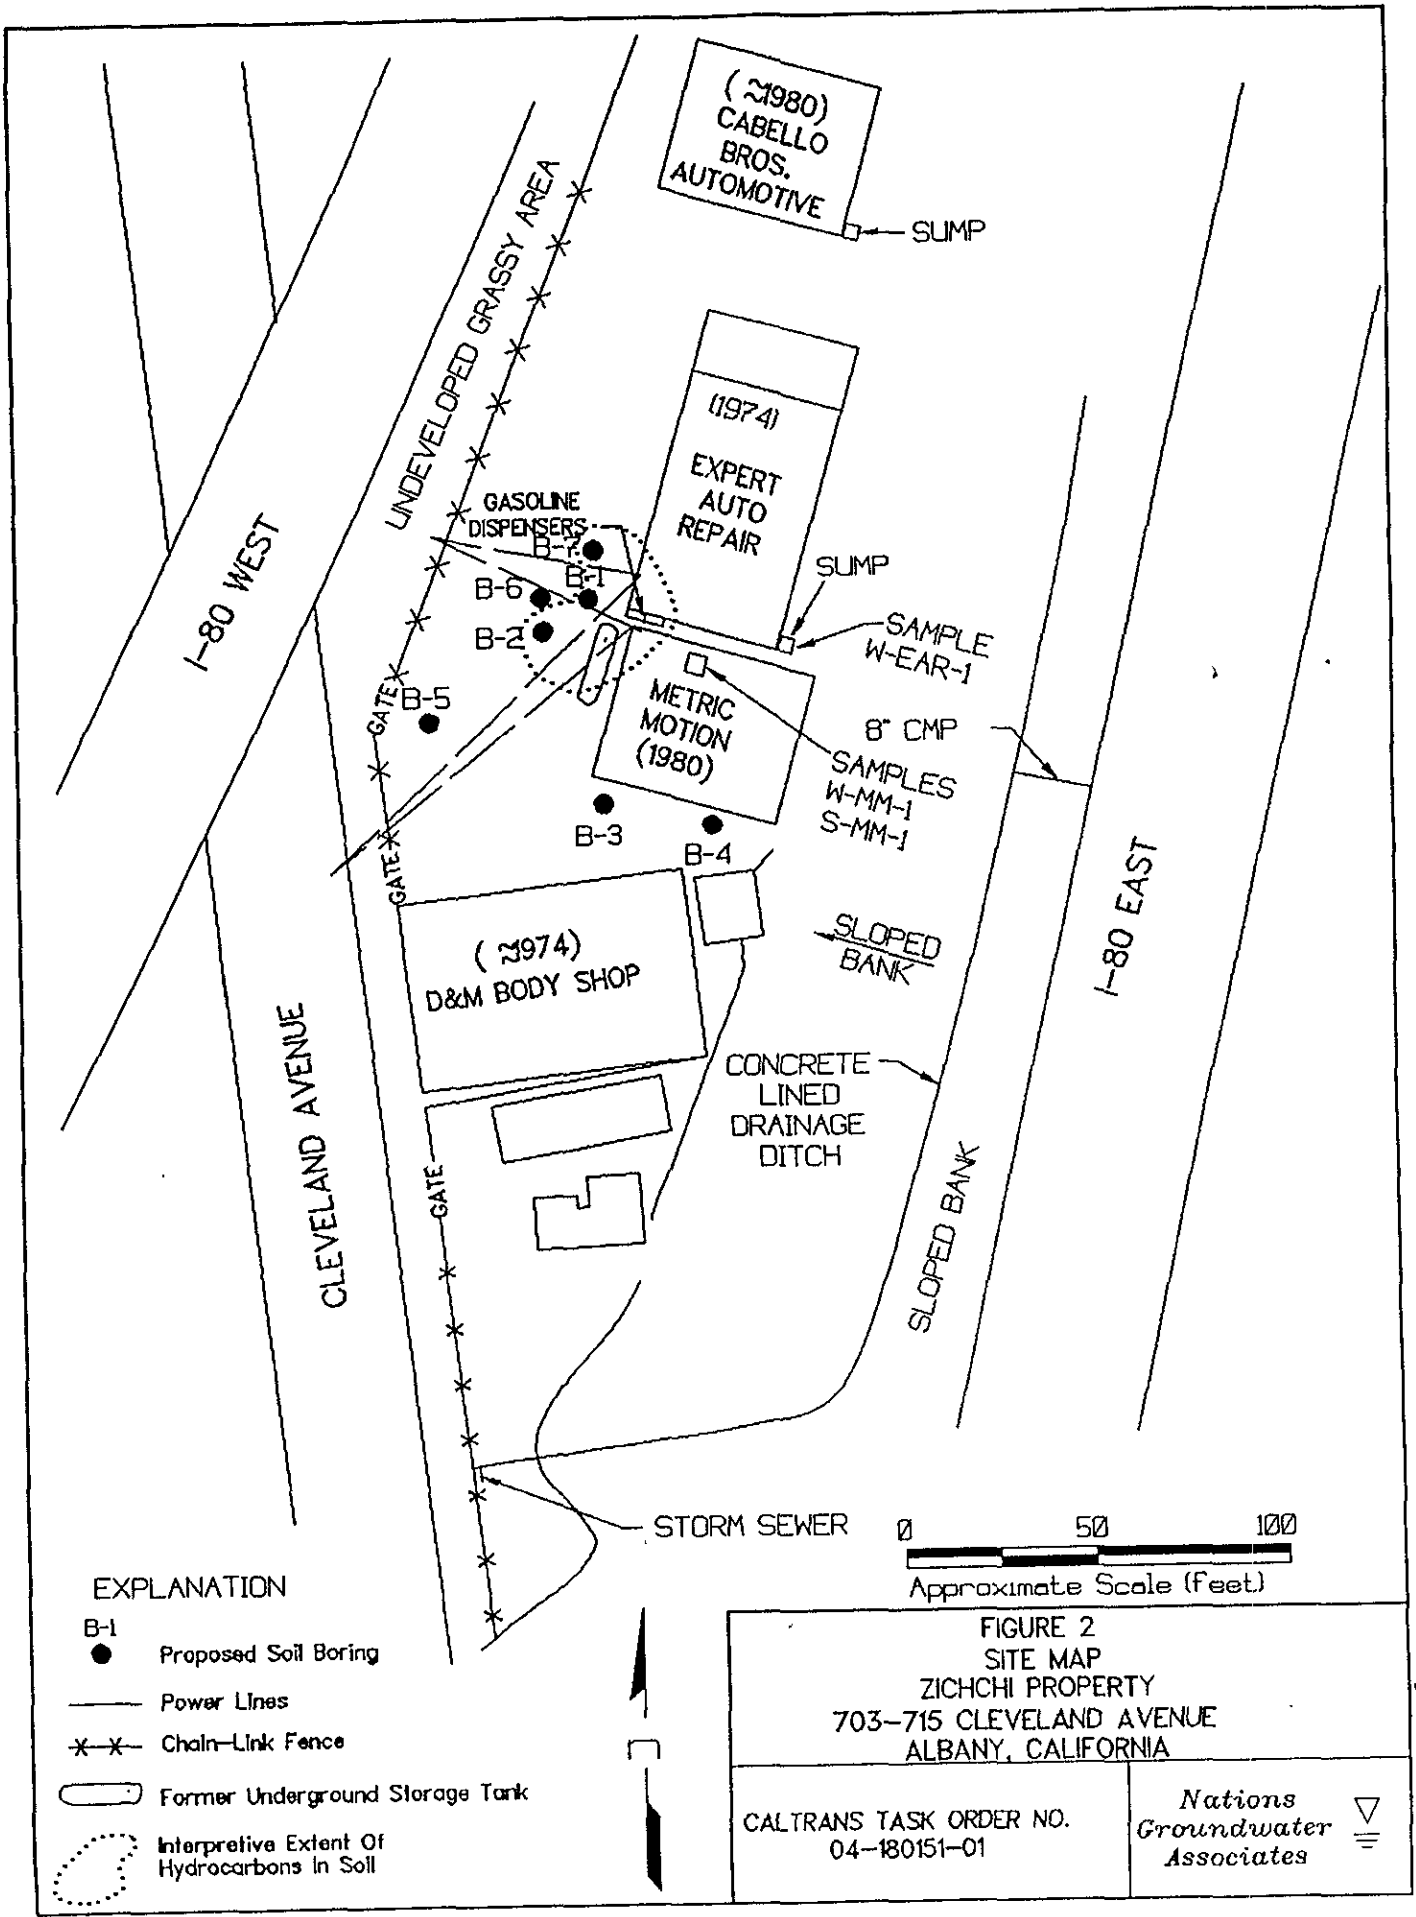 (≈1980)
CABELLO
BROS.
AUTOMOTIVE
SUMP
UNDEVELOPED GRASSY AREA
(1974)
EXPERT
AUTO
REPAIR
GASOLINE
DISPENSERS
B-7
B-1
B-6
B-2
B-5
I-80 WEST
SUMP
SAMPLE
W-EAR-1
GATE
METRIC
MOTION
(1980)
8" CMP
SAMPLES
W-MM-1
S-MM-1
B-3
B-4
GATE
I-80 EAST
(≈1974)
D&M BODY SHOP
SLOPED
BANK
CLEVELAND AVENUE
CONCRETE
LINED
DRAINAGE
DITCH
GATE
SLOPED BANK
STORM SEWER
0 50 100
Approximate Scale (Feet)
EXPLANATION
B-1
Proposed Soil Boring
Power Lines
Chain-Link Fence
Former Underground Storage Tank
Interpretive Extent Of
Hydrocarbons In Soil
FIGURE 2
SITE MAP
ZICHCHI PROPERTY
703-715 CLEVELAND AVENUE
ALBANY, CALIFORNIA
CALTRANS TASK ORDER NO.
04-180151-01
Nations
Groundwater
Associates